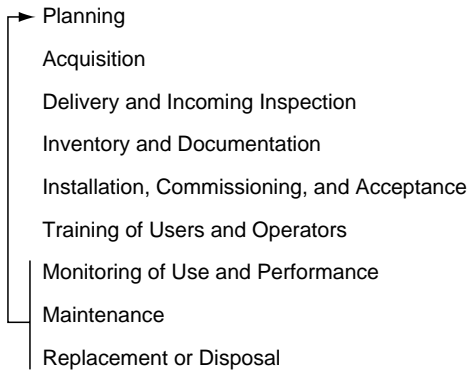 Planning
Acquisition
Delivery and Incoming Inspection
Inventory and Documentation
Installation, Commissioning, and Acceptance
Training of Users and Operators
Monitoring of Use and Performance
Maintenance
Replacement or Disposal